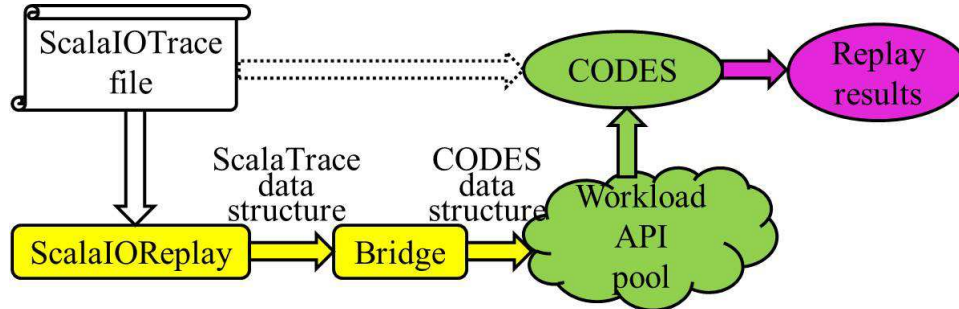 ScalaIOTrace
file
CODES
Replay
results
ScalaTrace
data
structure
CODES
data
structure
Workload
API
pool
ScalaIOReplay
Bridge